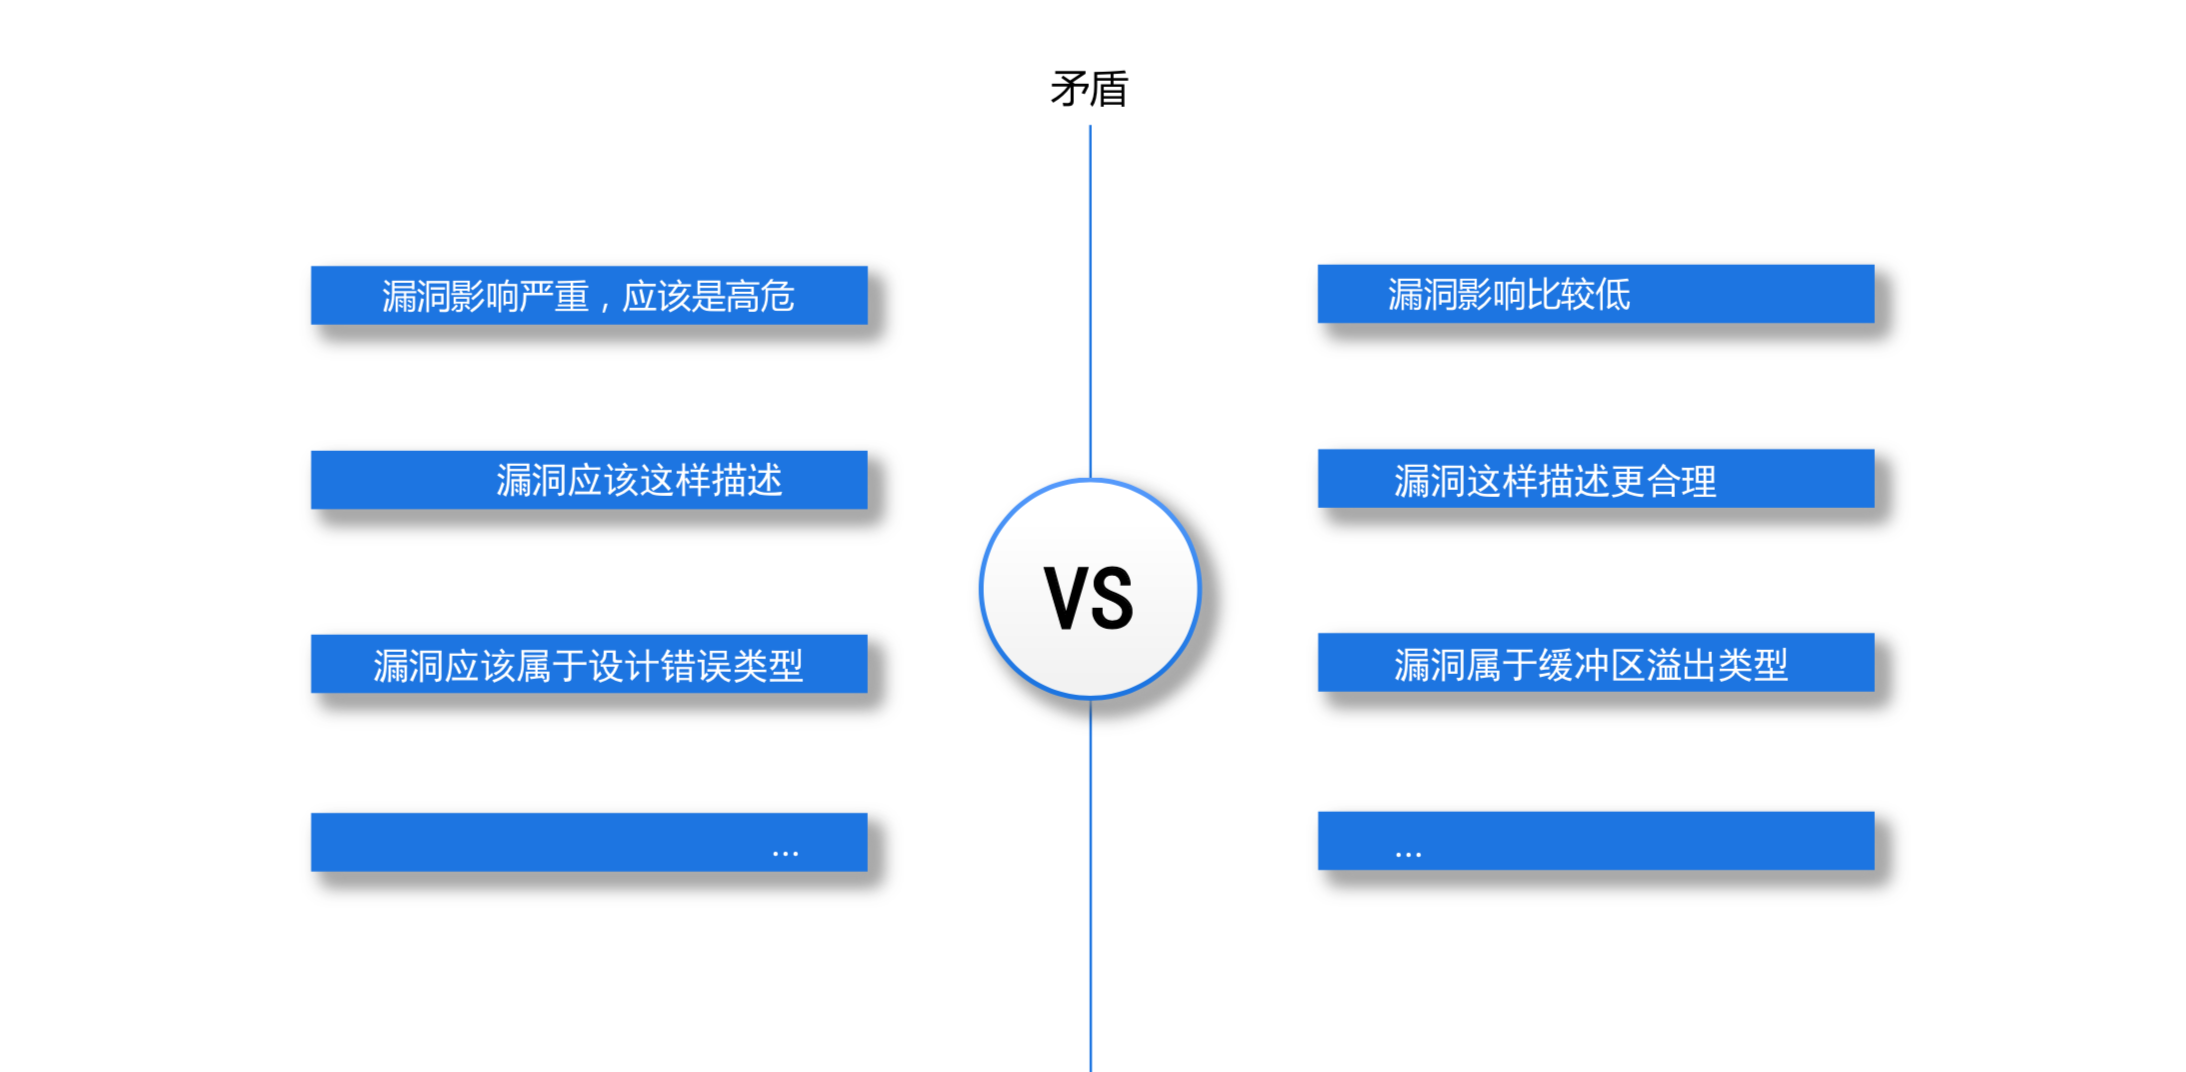 矛盾
漏洞影响严重，应该是高危
漏洞影响比较低
漏洞应该这样描述
漏洞这样描述更合理
VS
漏洞应该属于设计错误类型
漏洞属于缓冲区溢出类型
...
...